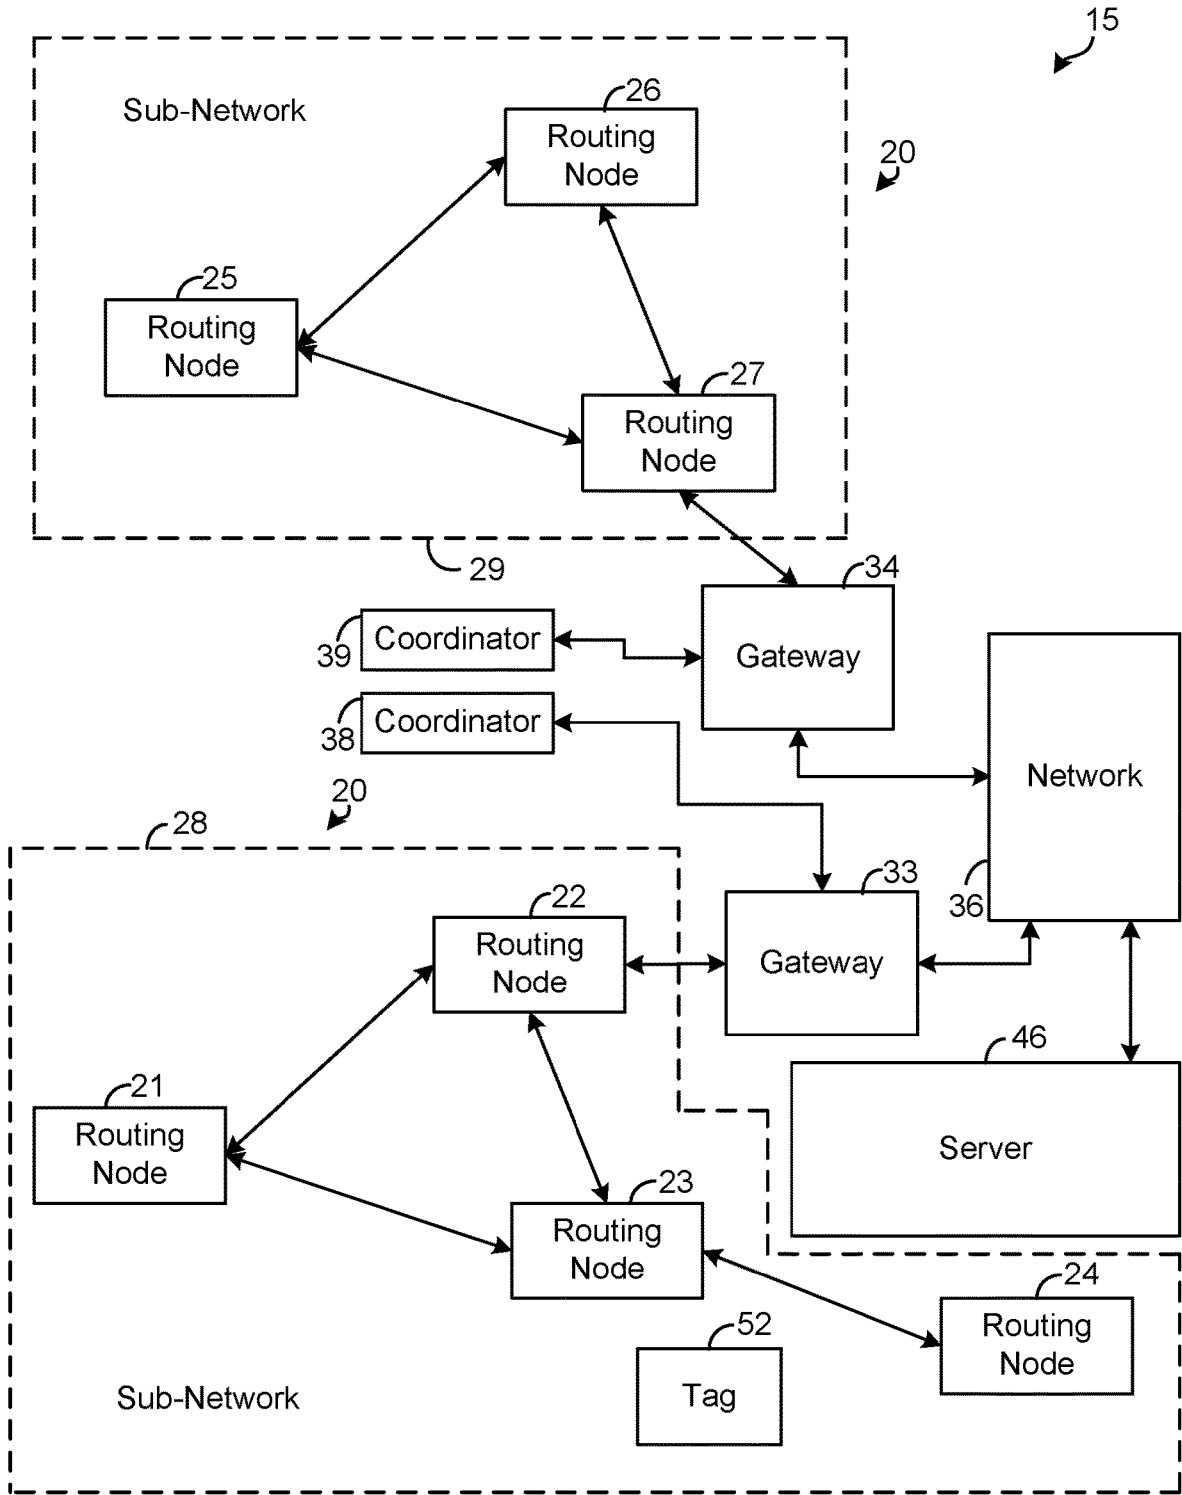 15
Sub-Network
26
Routing
Node
20
25
Routing
Node
27
Routing
Node
29
34
Gateway
39
Coordinator
38
Coordinator
Network
36
20
28
22
Routing
Node
33
Gateway
46
Server
21
Routing
Node
23
Routing
Node
24
Routing
Node
52
Tag
Sub-Network